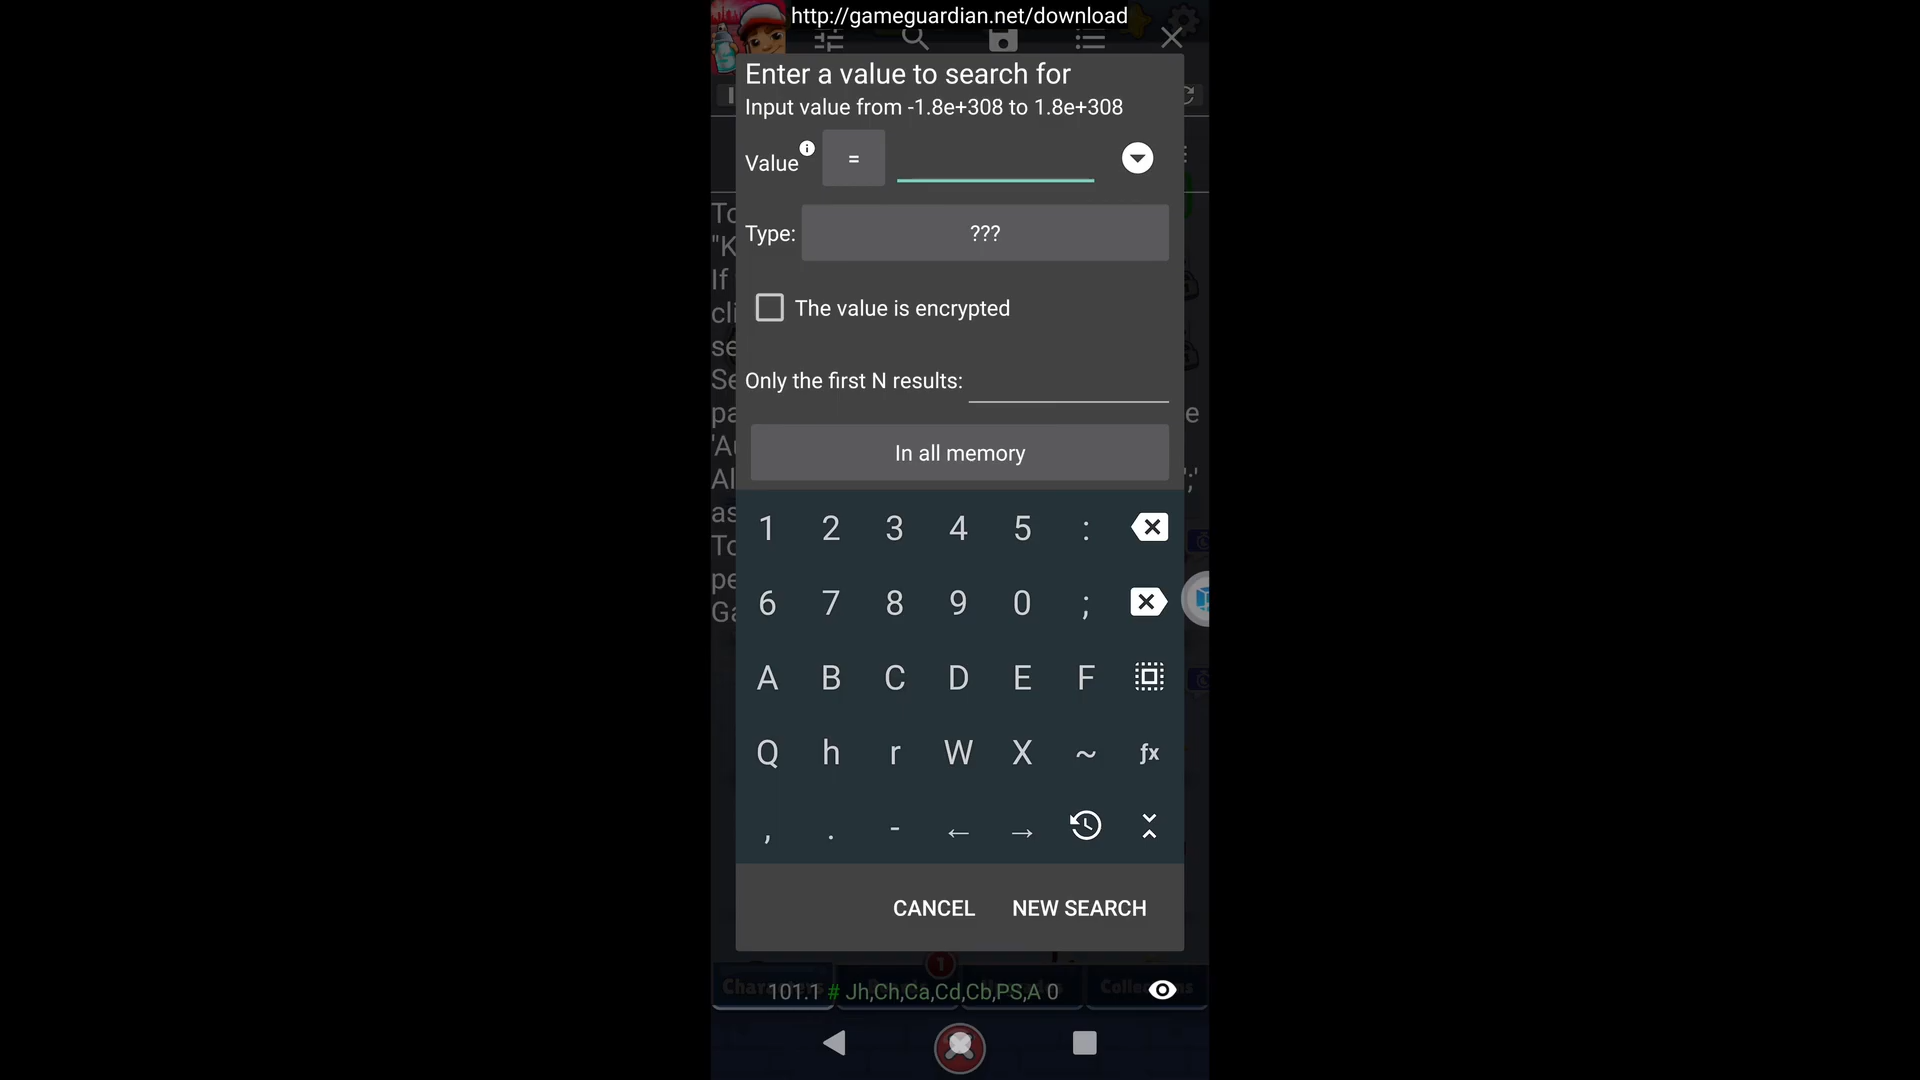 http://gameguardian.net/download
Enter a value to search for
Input value from -1.8e+308 to 1.8e+308
Value
=
Type:
???
The value is encrypted
Only the first N results:
In all memory
1 2 3 4 5 :
6 7 8 9 0 ;
A B C D E F
Q h r W X ~ ƒx
, . - ← →
CANCEL NEW SEARCH
1
101.1 # Jh,Ch,Ca,Cd,Cb,PS,A 0